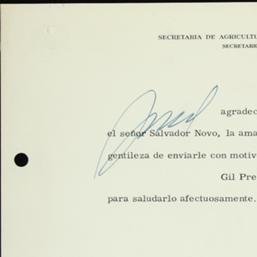 SECRETARIA DE AGRICULTU
SECRETARI
agradec
el señor Salvador Novo, la ama
gentileza de enviarle con motiv
Gil Pre
para saludarlo afectuosamente.